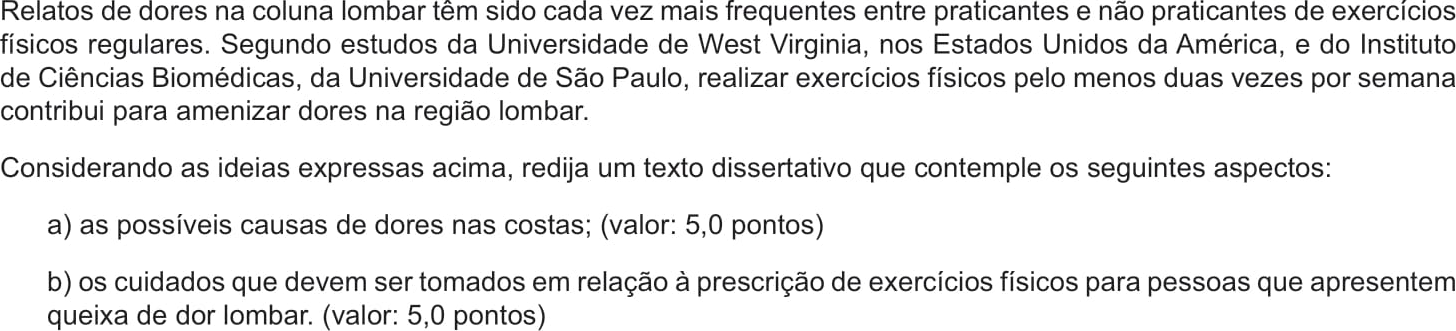 Relatos de dores na coluna lombar têm sido cada vez mais frequentes entre praticantes e não praticantes de exercícios
físicos regulares. Segundo estudos da Universidade de West Virginia, nos Estados Unidos da América, e do Instituto
de Ciências Biomédicas, da Universidade de São Paulo, realizar exercícios físicos pelo menos duas vezes por semana
contribui para amenizar dores na região lombar.
Considerando as ideias expressas acima, redija um texto dissertativo que contemple os seguintes aspectos:
a) as possíveis causas de dores nas costas; (valor: 5,0 pontos)
b) os cuidados que devem ser tomados em relação à prescrição de exercícios físicos para pessoas que apresentem
queixa de dor lombar. (valor: 5,0 pontos)